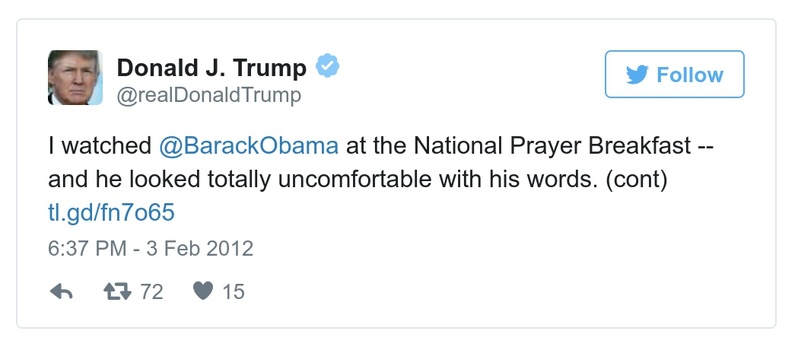 Donald J. Trump
@realDonaldTrump
Follow
I watched @BarackObama at the National Prayer Breakfast --
and he looked totally uncomfortable with his words. (cont)
tl.gd/fn7o65
6:37 PM - 3 Feb 2012
72 15